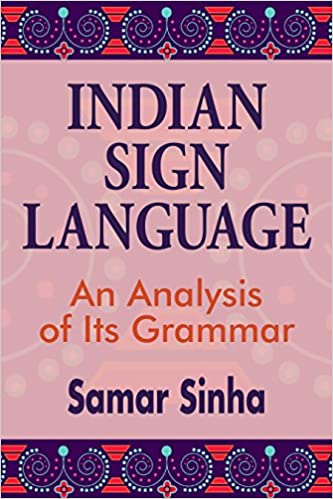 INDIAN
SIGN
LANGUAGE
An Analysis
of Its Grammar
Samar Sinha